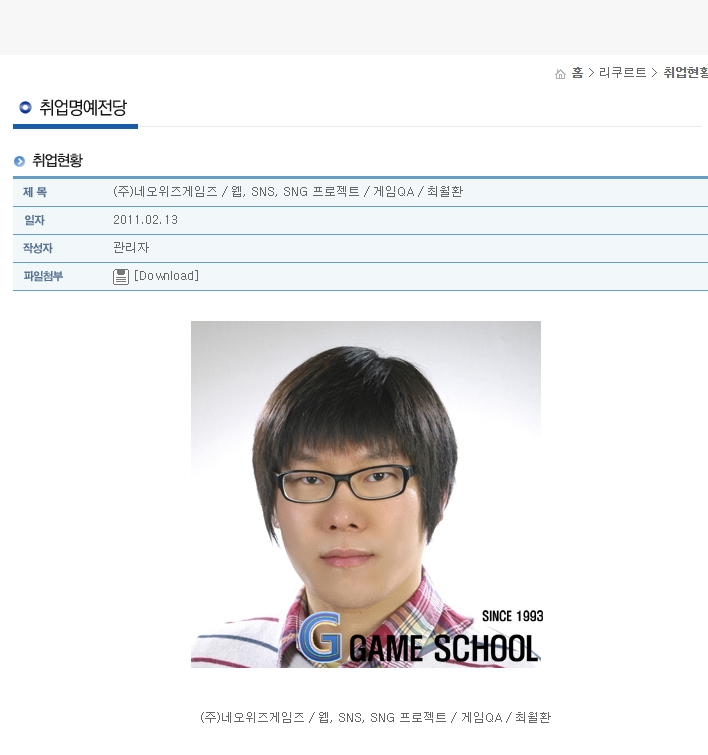 홈 > 리쿠르트 > 취업현황
취업명예전당
취업현황
제 목 (주)네오위즈게임즈 / 웹, SNS, SNG 프로젝트 / 게임QA / 최월환
일자 2011.02.13
작성자 관리자
파일첨부 [Download]
SINCE 1993
G GAME SCHOOL
(주)네오위즈게임즈 / 웹, SNS, SNG 프로젝트 / 게임QA / 최월환